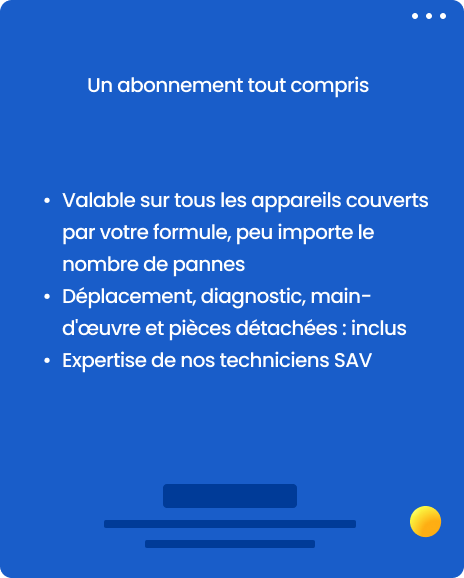 Un abonnement tout compris
• Valable sur tous les appareils couverts
par votre formule, peu importe le
nombre de pannes
• Déplacement, diagnostic, main-
d'œuvre et pièces détachées : inclus
• Expertise de nos techniciens SAV